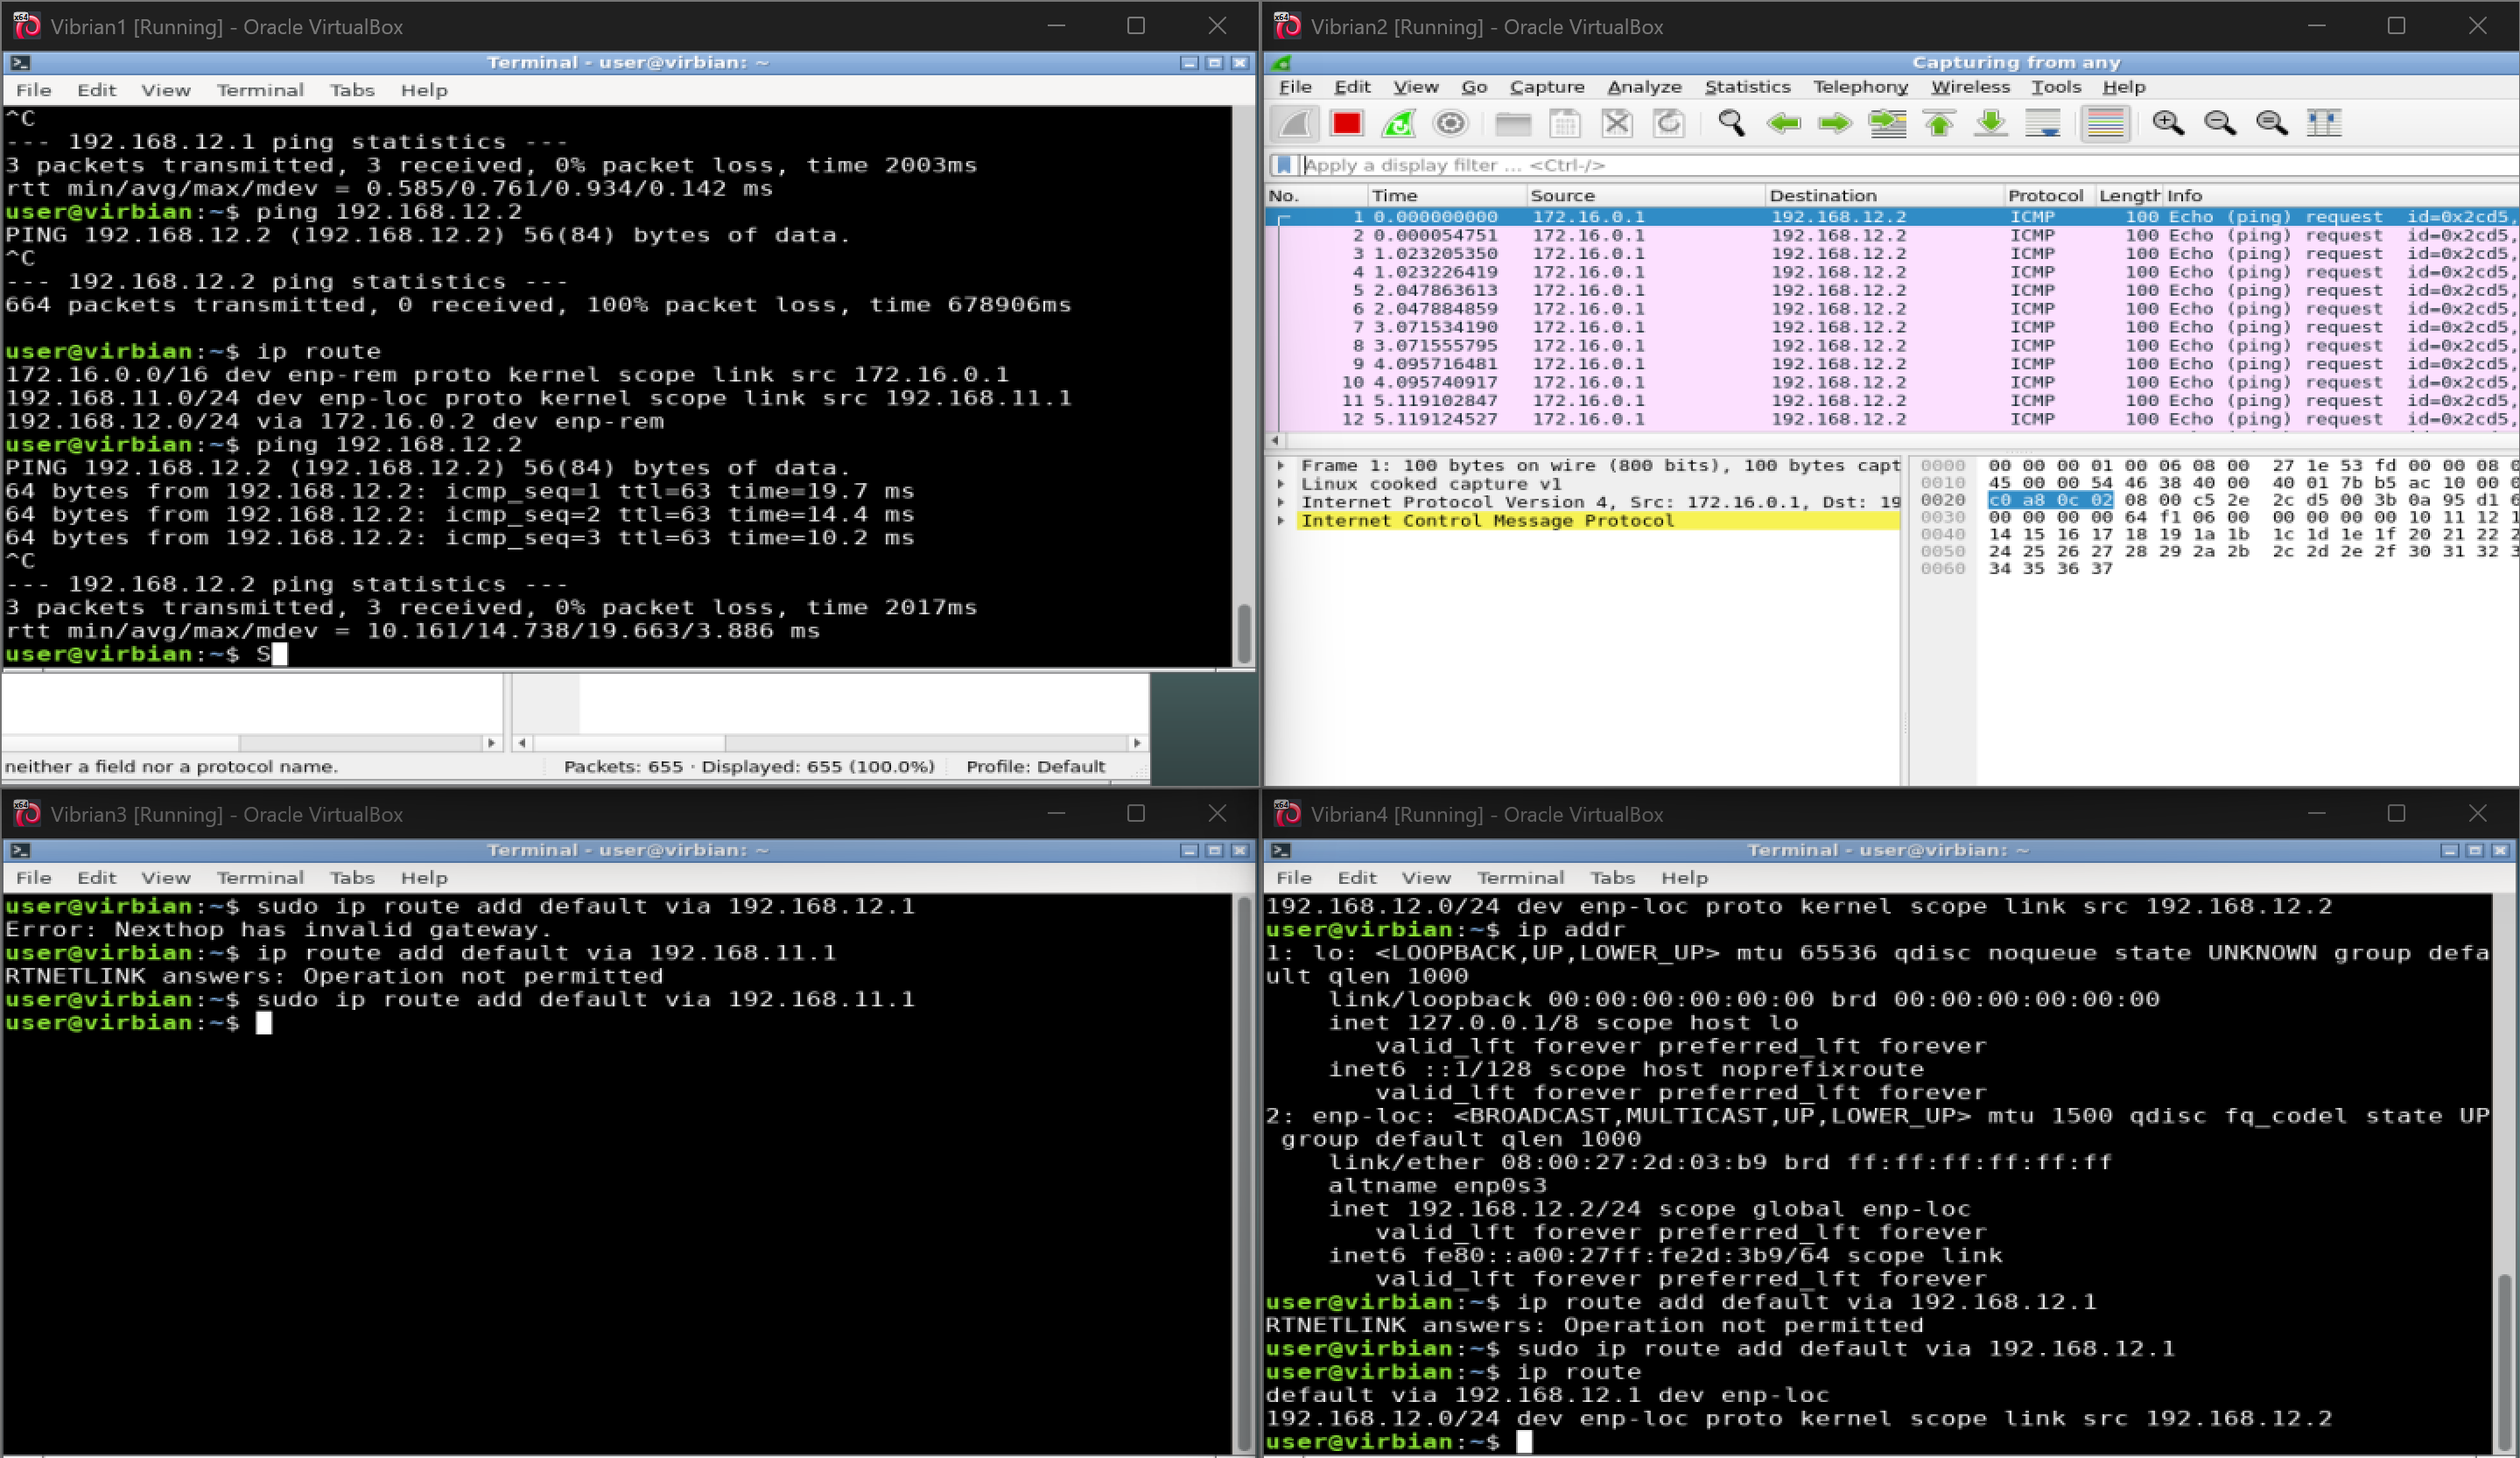 Vibrian1 [Running] - Oracle VirtualBox
Terminal - user@virbian: ~
File Edit View Terminal Tabs Help
^C
--- 192.168.12.1 ping statistics ---
3 packets transmitted, 3 received, 0% packet loss, time 2003ms
rtt min/avg/max/mdev = 0.585/0.761/0.934/0.142 ms
user@virbian:~$ ping 192.168.12.2
PING 192.168.12.2 (192.168.12.2) 56(84) bytes of data.
^C
--- 192.168.12.2 ping statistics ---
664 packets transmitted, 0 received, 100% packet loss, time 678906ms
user@virbian:~$ ip route
172.16.0.0/16 dev enp-rem proto kernel scope link src 172.16.0.1
192.168.11.0/24 dev enp-loc proto kernel scope link src 192.168.11.1
192.168.12.0/24 via 172.16.0.2 dev enp-rem
user@virbian:~$ ping 192.168.12.2
PING 192.168.12.2 (192.168.12.2) 56(84) bytes of data.
64 bytes from 192.168.12.2: icmp_seq=1 ttl=63 time=19.7 ms
64 bytes from 192.168.12.2: icmp_seq=2 ttl=63 time=14.4 ms
64 bytes from 192.168.12.2: icmp_seq=3 ttl=63 time=10.2 ms
^C
--- 192.168.12.2 ping statistics ---
3 packets transmitted, 3 received, 0% packet loss, time 2017ms
rtt min/avg/max/mdev = 10.161/14.738/19.663/3.886 ms
user@virbian:~$ S
neither a field nor a protocol name. Packets: 655 · Displayed: 655 (100.0%) Profile: Default
Vibrian2 [Running] - Oracle VirtualBox
Capturing from any
File Edit View Go Capture Analyze Statistics Telephony Wireless Tools Help
Apply a display filter ... <Ctrl-/>
No. Time Source Destination Protocol Length Info
1 0.000000000 172.16.0.1 192.168.12.2 ICMP 100 Echo (ping) request id=0x2cd5,
2 0.000054751 172.16.0.1 192.168.12.2 ICMP 100 Echo (ping) request id=0x2cd5,
3 1.023205350 172.16.0.1 192.168.12.2 ICMP 100 Echo (ping) request id=0x2cd5,
4 1.023226419 172.16.0.1 192.168.12.2 ICMP 100 Echo (ping) request id=0x2cd5,
5 2.047863613 172.16.0.1 192.168.12.2 ICMP 100 Echo (ping) request id=0x2cd5,
6 2.047884859 172.16.0.1 192.168.12.2 ICMP 100 Echo (ping) request id=0x2cd5,
7 3.071534190 172.16.0.1 192.168.12.2 ICMP 100 Echo (ping) request id=0x2cd5,
8 3.071555795 172.16.0.1 192.168.12.2 ICMP 100 Echo (ping) request id=0x2cd5,
9 4.095716481 172.16.0.1 192.168.12.2 ICMP 100 Echo (ping) request id=0x2cd5,
10 4.095740917 172.16.0.1 192.168.12.2 ICMP 100 Echo (ping) request id=0x2cd5,
11 5.119102847 172.16.0.1 192.168.12.2 ICMP 100 Echo (ping) request id=0x2cd5,
12 5.119124527 172.16.0.1 192.168.12.2 ICMP 100 Echo (ping) request id=0x2cd5,
Frame 1: 100 bytes on wire (800 bits), 100 bytes capt
Linux cooked capture v1
Internet Protocol Version 4, Src: 172.16.0.1, Dst: 19
Internet Control Message Protocol
0000 00 00 00 01 00 06 08 00 27 1e 53 fd 00 00 08 0
0010 45 00 00 54 46 38 40 00 40 01 7b b5 ac 10 00 0
0020 c0 a8 0c 02 08 00 c5 2e 2c d5 00 3b 0a 95 d1
0030 00 00 00 00 64 f1 06 00 00 00 00 00 10 11 12 1
0040 14 15 16 17 18 19 1a 1b 1c 1d 1e 1f 20 21 22 2
0050 24 25 26 27 28 29 2a 2b 2c 2d 2e 2f 30 31 32 3
0060 34 35 36 37
Vibrian3 [Running] - Oracle VirtualBox
Terminal - user@virbian: ~
File Edit View Terminal Tabs Help
user@virbian:~$ sudo ip route add default via 192.168.12.1
Error: Nexthop has invalid gateway.
user@virbian:~$ ip route add default via 192.168.11.1
RTNETLINK answers: Operation not permitted
user@virbian:~$ sudo ip route add default via 192.168.11.1
user@virbian:~$
Vibrian4 [Running] - Oracle VirtualBox
Terminal - user@virbian: ~
File Edit View Terminal Tabs Help
192.168.12.0/24 dev enp-loc proto kernel scope link src 192.168.12.2
user@virbian:~$ ip addr
1: lo: <LOOPBACK,UP,LOWER_UP> mtu 65536 qdisc noqueue state UNKNOWN group defa
ult qlen 1000
link/loopback 00:00:00:00:00:00 brd 00:00:00:00:00:00
inet 127.0.0.1/8 scope host lo
valid_lft forever preferred_lft forever
inet6 ::1/128 scope host noprefixroute
valid_lft forever preferred_lft forever
2: enp-loc: <BROADCAST,MULTICAST,UP,LOWER_UP> mtu 1500 qdisc fq_codel state UP
group default qlen 1000
link/ether 08:00:27:2d:03:b9 brd ff:ff:ff:ff:ff:ff
altname enp0s3
inet 192.168.12.2/24 scope global enp-loc
valid_lft forever preferred_lft forever
inet6 fe80::a00:27ff:fe2d:3b9/64 scope link
valid_lft forever preferred_lft forever
user@virbian:~$ ip route add default via 192.168.12.1
RTNETLINK answers: Operation not permitted
user@virbian:~$ sudo ip route add default via 192.168.12.1
user@virbian:~$ ip route
default via 192.168.12.1 dev enp-loc
192.168.12.0/24 dev enp-loc proto kernel scope link src 192.168.12.2
user@virbian:~$